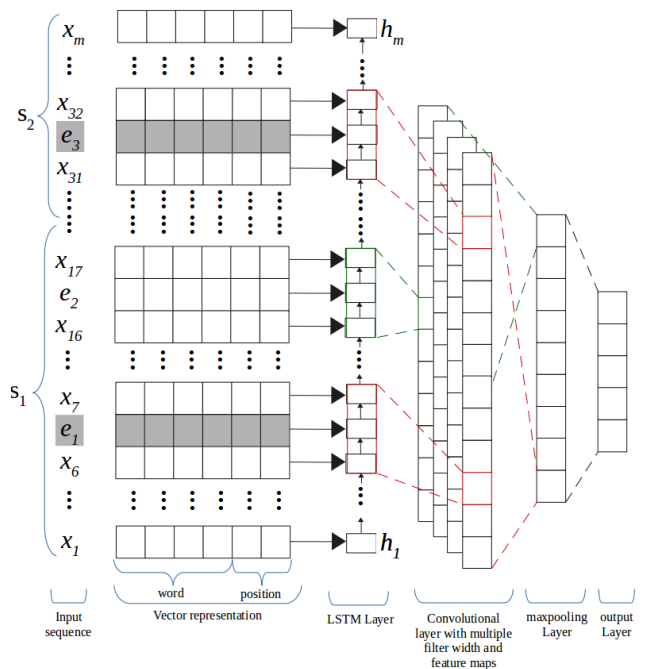 x_m
h_m
x_32
S_2
e_3
x_31
x_17
e_2
x_16
S_1
x_7
e_1
x_6
x_1
h_1
word
position
Input
sequence
Vector representation
LSTM Layer
Convolutional
layer with multiple
filter width and
feature maps
maxpooling
Layer
output
Layer